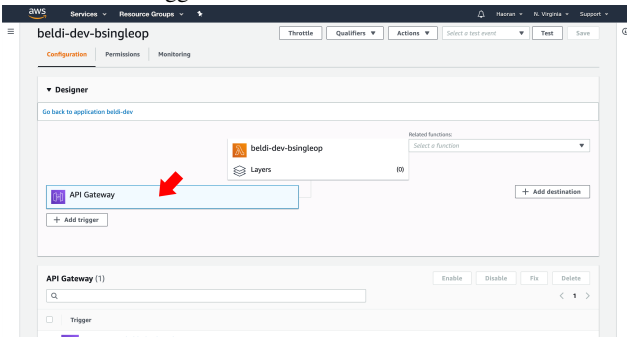 aws Services Resource Groups Haoran N. Virginia Support
beldi-dev-bsingleop Throttle Qualifiers Actions Select a test event Test Save
Configuration Permissions Monitoring
Designer
Go back to application beldi-dev
Related functions:
beldi-dev-bsingleop Select a function
Layers (0)
API Gateway + Add destination
+ Add trigger
API Gateway (1) Enable Disable Fix Delete
< 1 >
Trigger